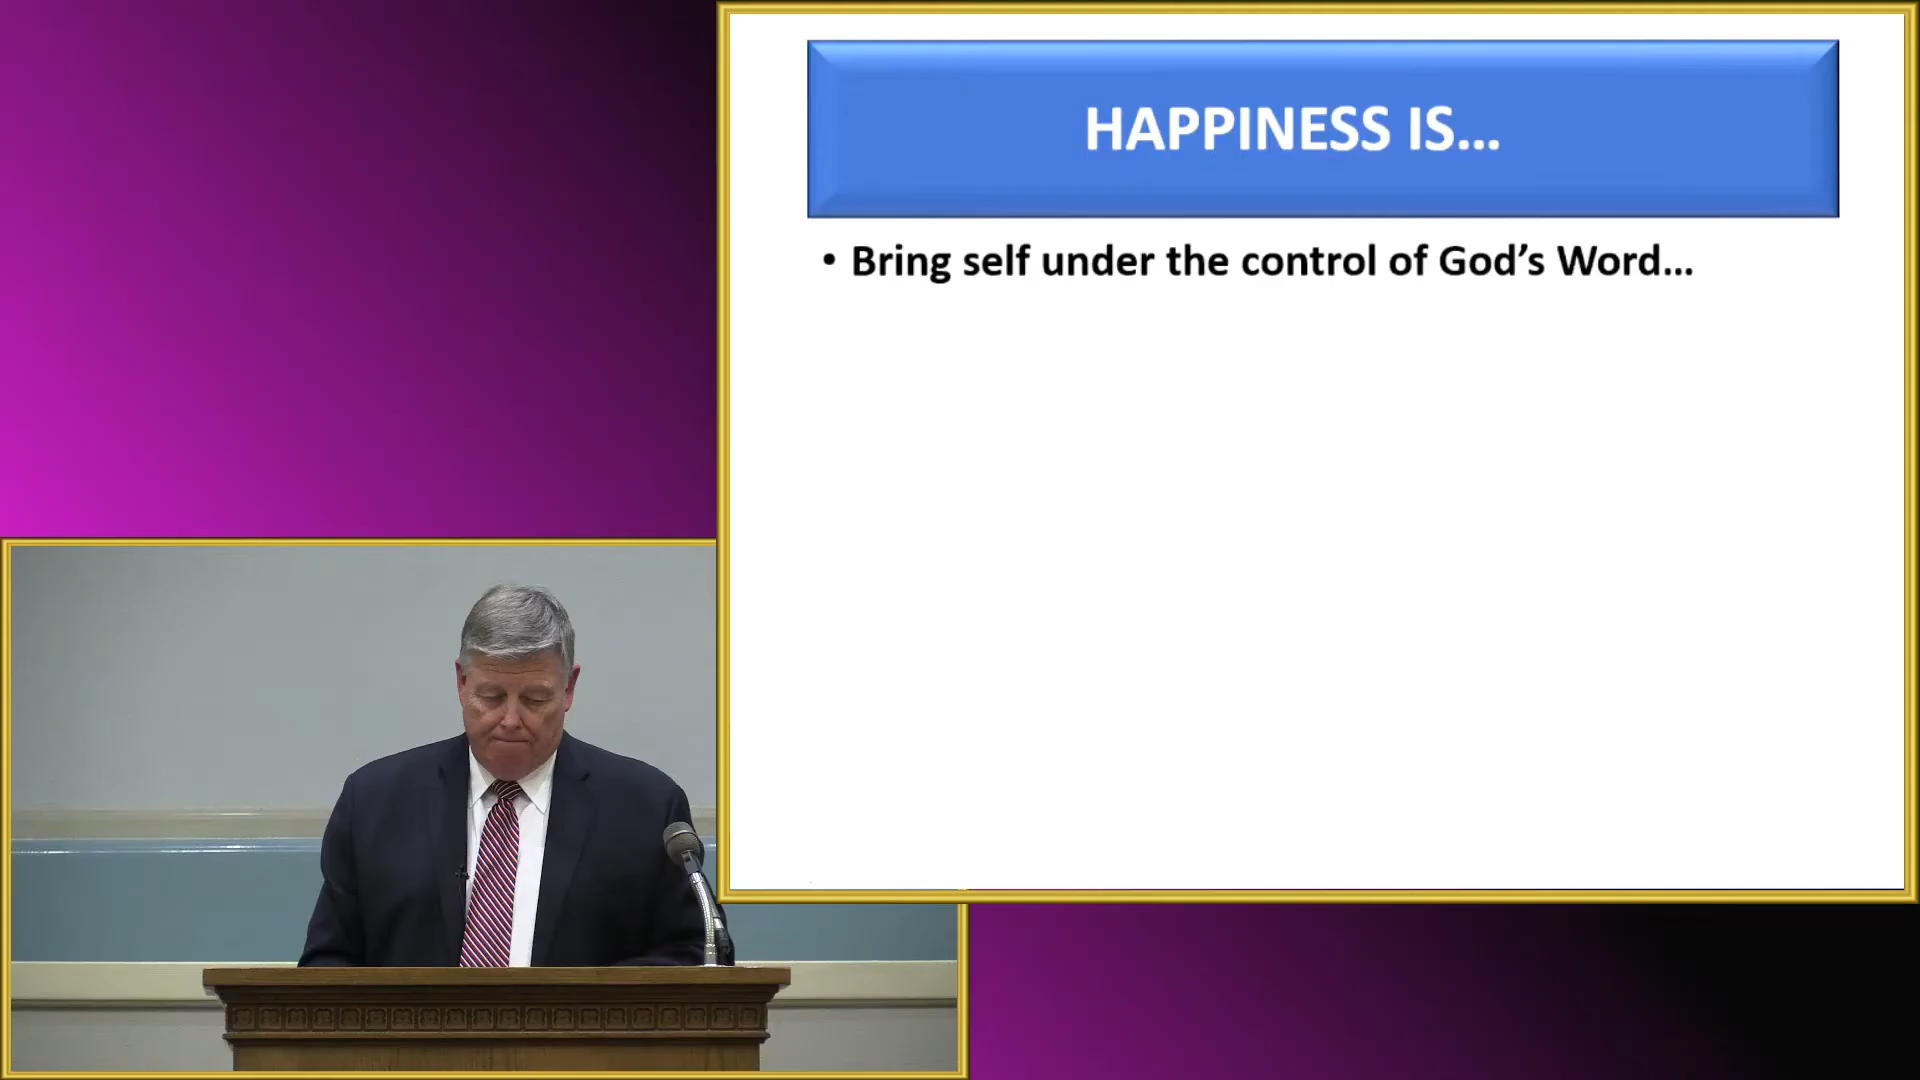 HAPPINESS IS...
• Bring self under the control of God’s Word...